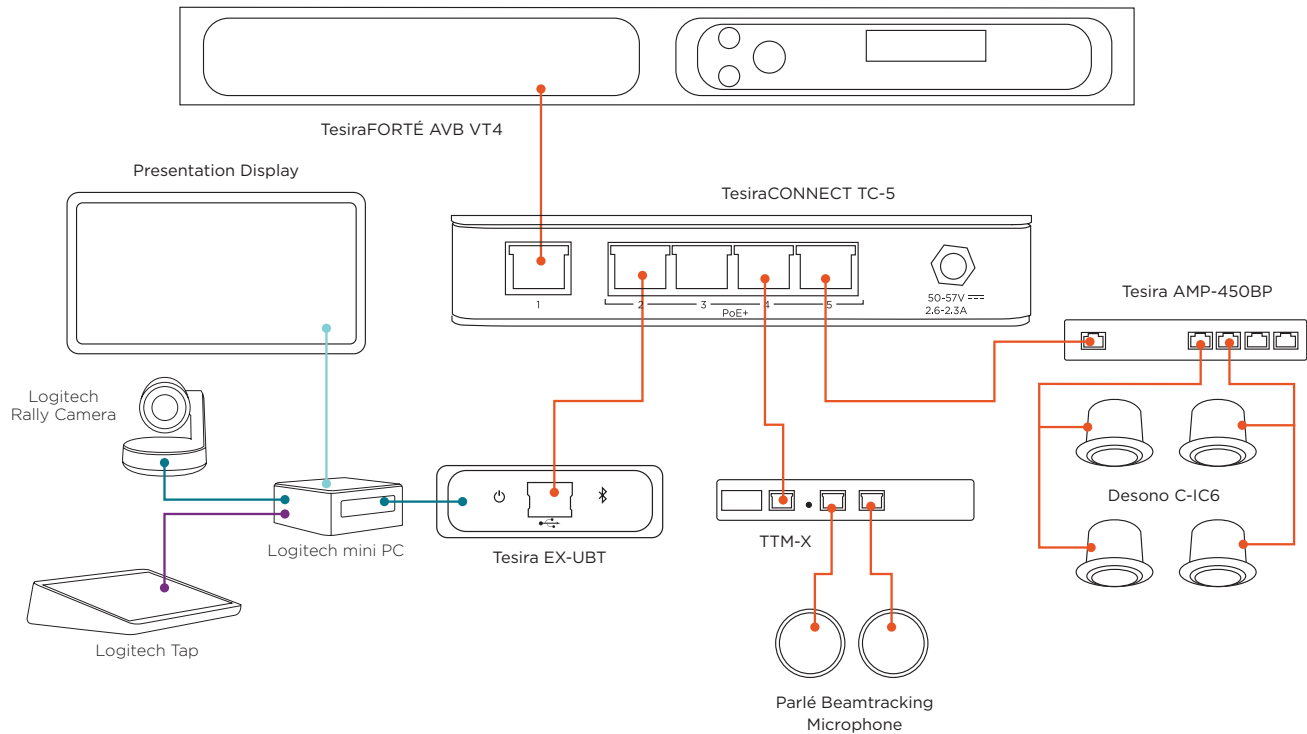 TesiraFORTÉ AVB VT4
Presentation Display
TesiraCONNECT TC-5
1
2
3
4
5
PoE+
50-57V
2.6-2.3A
Tesira AMP-450BP
Logitech
Rally Camera
Logitech mini PC
Tesira EX-UBT
TTM-X
Desono C-IC6
Logitech Tap
Parlé Beamtracking
Microphone